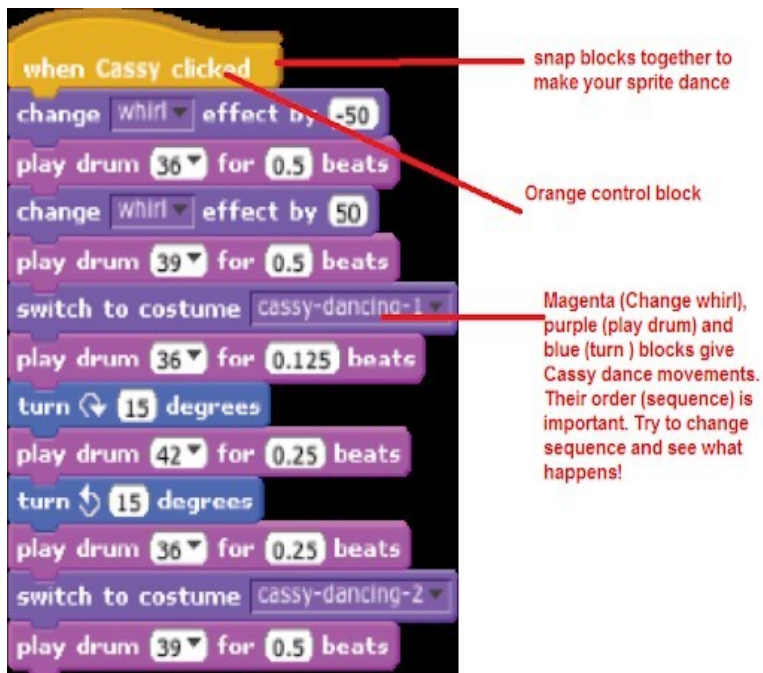 when Cassy clicked
change whirl effect by -50
play drum 36 for 0.5 beats
change whirl effect by 50
play drum 39 for 0.5 beats
switch to costume cassy-dancing-1
play drum 36 for 0.125 beats
turn 15 degrees
play drum 42 for 0.25 beats
turn 15 degrees
play drum 36 for 0.25 beats
switch to costume cassy-dancing-2
play drum 39 for 0.5 beats
snap blocks together to
make your sprite dance
Orange control block
Magenta (Change whirl),
purple (play drum) and
blue (turn ) blocks give
Cassy dance movements.
Their order (sequence) is
important. Try to change
sequence and see what
happens!